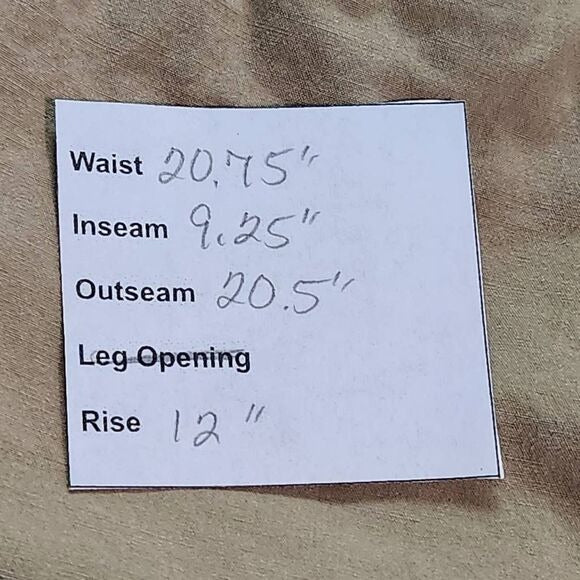 Waist 20.75"
Inseam 9.25"
Outseam 20.5"
Leg Opening
Rise 12"